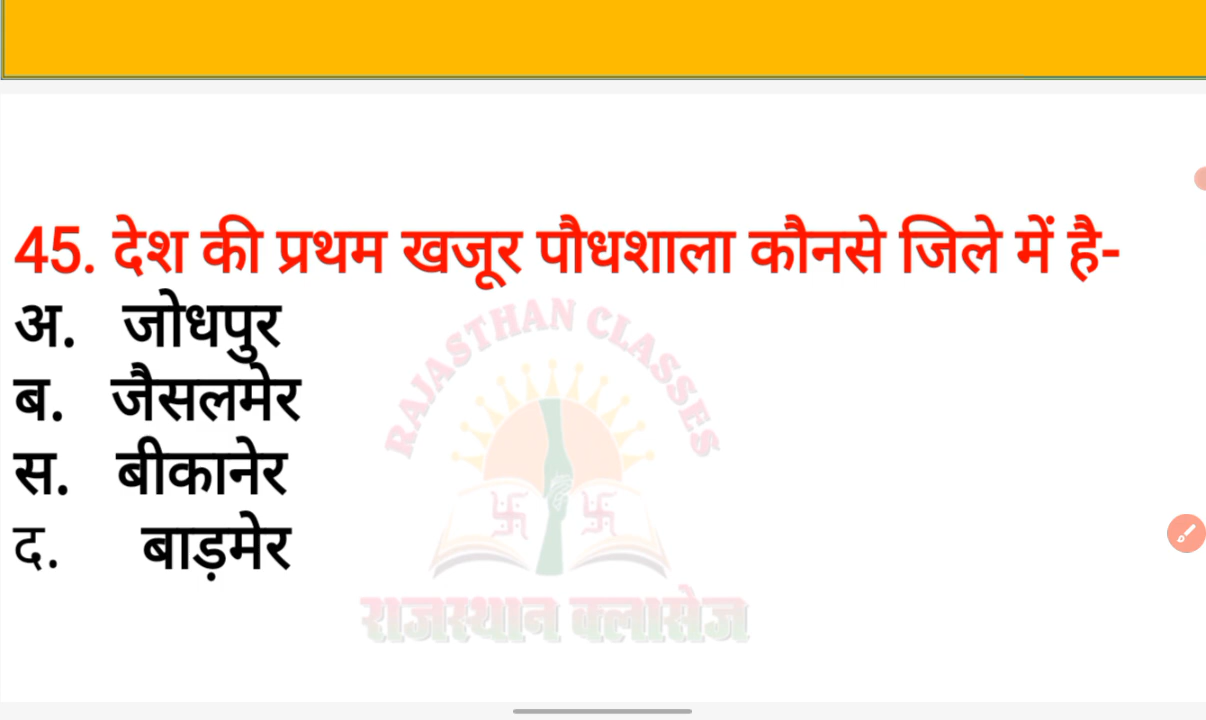 45. देश की प्रथम खजूर पौधशाला कौनसे जिले में है-
अ. जोधपुर
ब. जैसलमेर
स. बीकानेर
द. बाड़मेर
RAJASTHAN CLASSES
राजस्थान क्लासेज